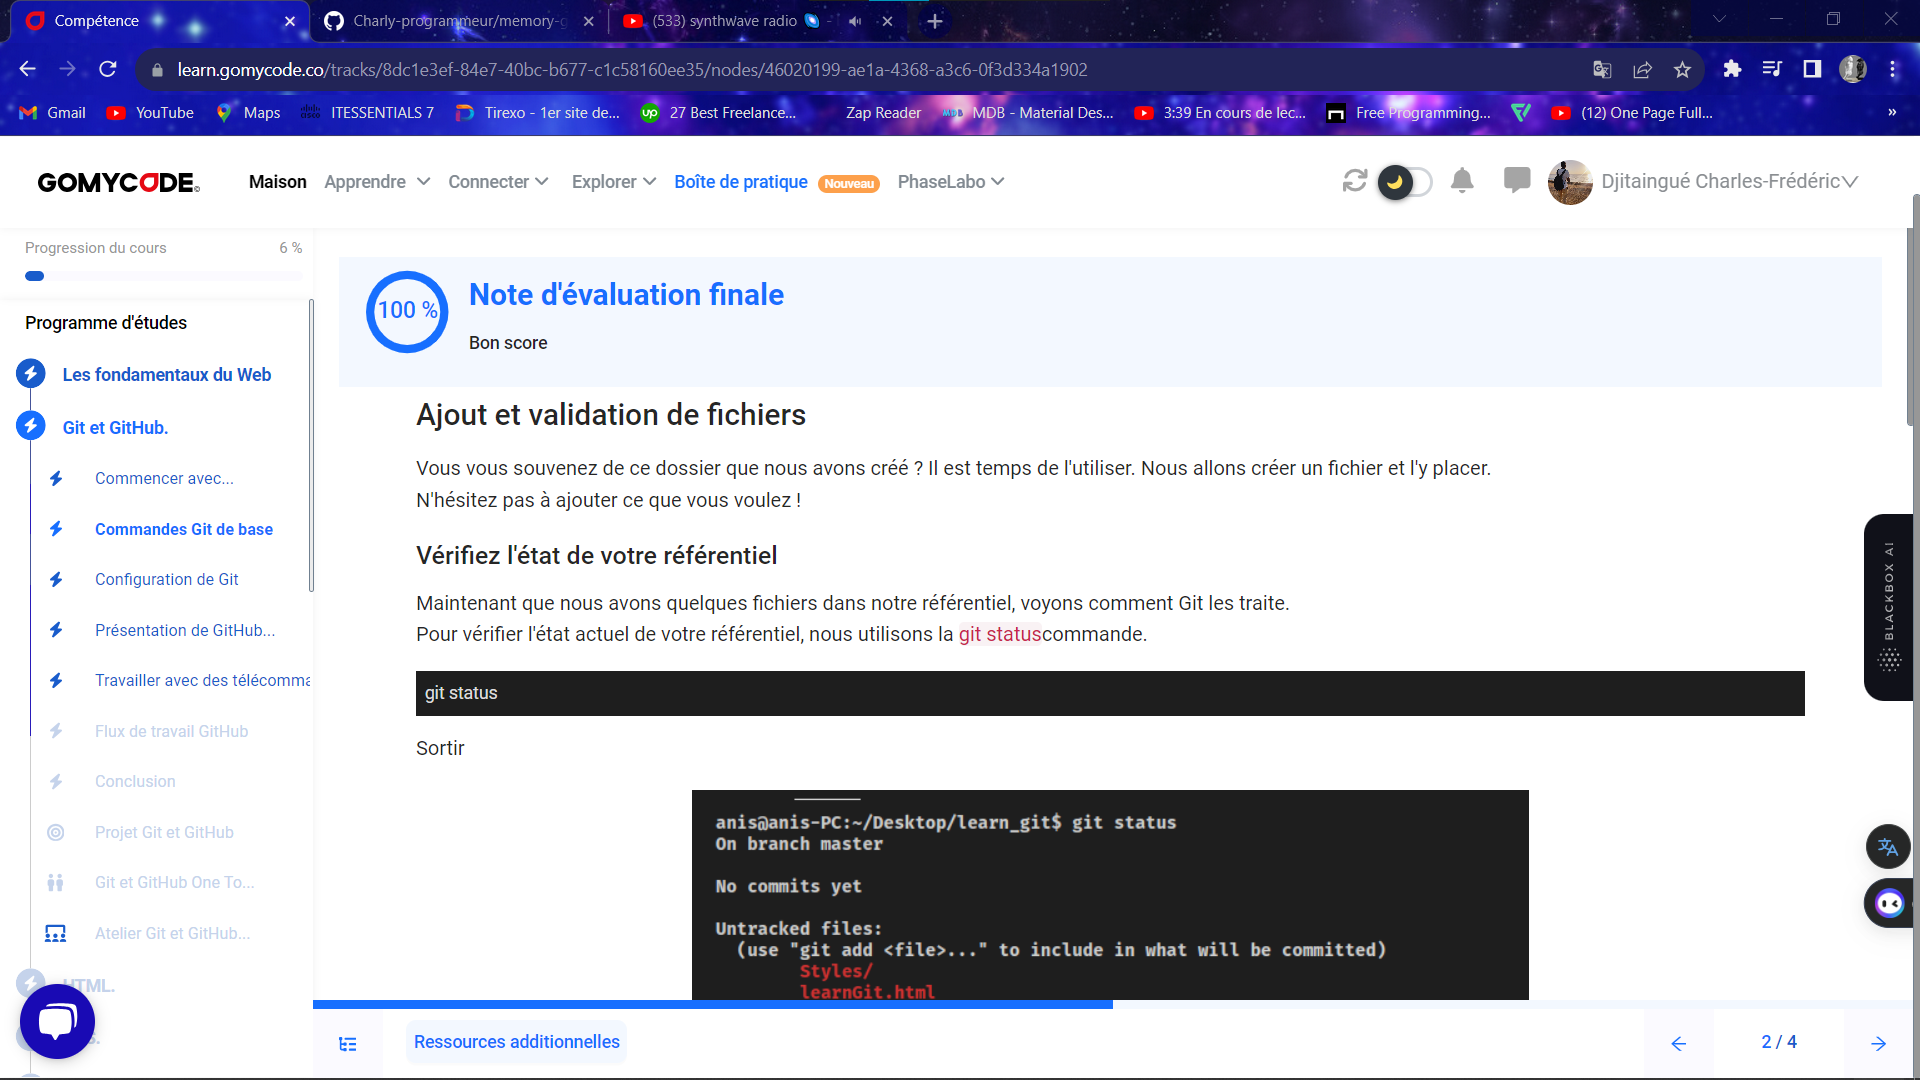 Compétence
Charly-programmeur/memory-g
(533) synthwave radio
learn.gomycode.co/tracks/8dc1e3ef-84e7-40bc-b677-c1c58160ee35/nodes/46020199-ae1a-4368-a3c6-0f3d334a1902
Gmail
YouTube
Maps
ITESSENTIALS 7
Tirexo - 1er site de...
27 Best Freelance...
Zap Reader
MDB - Material Des...
3:39 En cours de lec...
Free Programming...
(12) One Page Full...
»
GOMYCODE
Maison
Apprendre
Connecter
Explorer
Boîte de pratique
Nouveau
PhaseLabo
Djitaingué Charles-Frédéric
Progression du cours
6 %
Programme d'études
Les fondamentaux du Web
Git et GitHub.
Commencer avec...
Commandes Git de base
Configuration de Git
Présentation de GitHub...
Travailler avec des télécomma
Flux de travail GitHub
Conclusion
Projet Git et GitHub
Git et GitHub One To...
Atelier Git et GitHub...
HTML.
100 %
Note d'évaluation finale
Bon score
Ajout et validation de fichiers
Vous vous souvenez de ce dossier que nous avons créé ? Il est temps de l'utiliser. Nous allons créer un fichier et l'y placer.
N'hésitez pas à ajouter ce que vous voulez !
Vérifiez l'état de votre référentiel
Maintenant que nous avons quelques fichiers dans notre référentiel, voyons comment Git les traite.
Pour vérifier l'état actuel de votre référentiel, nous utilisons la git statuscommande.
git status
Sortir
anis@anis-PC:~/Desktop/learn_git$ git status
On branch master
No commits yet
Untracked files:
(use "git add <file>..." to include in what will be committed)
Styles/
learnGit.html
BLACKBOX AI
Ressources additionnelles
2 / 4